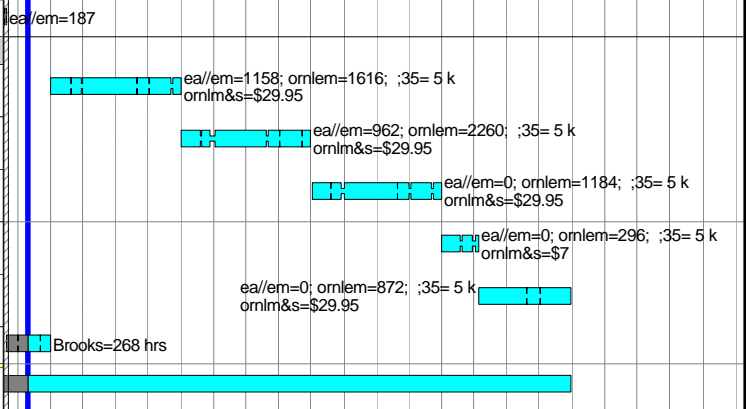 ea//em=187
ea//em=1158; ornlem=1616;  ;35= 5 k
ornlm&s=$29.95
ea//em=962; ornlem=2260;  ;35= 5 k
ornlm&s=$29.95
ea//em=0; ornlem=1184;  ;35= 5 k
ornlm&s=$29.95
ea//em=0; ornlem=296;  ;35= 5 k
ornlm&s=$7
ea//em=0; ornlem=872;  ;35= 5 k
ornlm&s=$29.95
Brooks=268 hrs